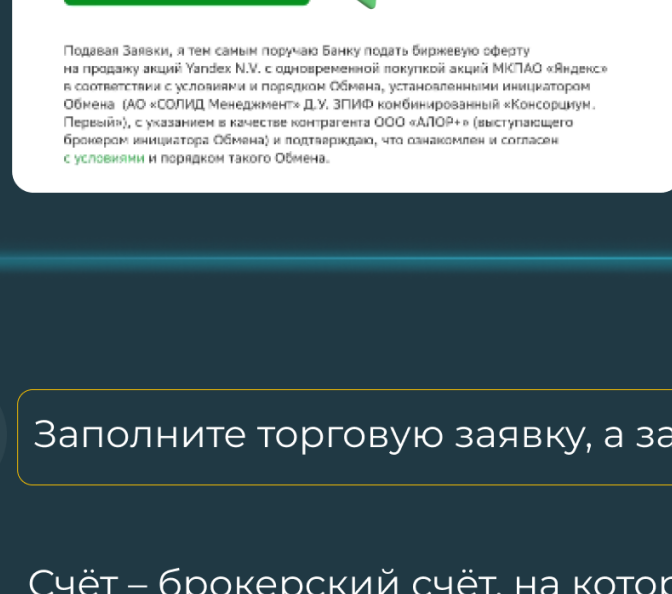 Подавая Заявки, я тем самым поручаю Банку подать биржевую оферту
на продажу акций Yandex N.V. с одновременной покупкой акций МКПАО «Яндекс»
в соответствии с условиями и порядком Обмена, установленными инициатором
Обмена (АО «СОЛИД Менеджмент» Д.У. ЗПИФ комбинированный «Консорциум.
Первый»), с указанием в качестве контрагента ООО «АЛОР+» (выступающего
брокером инициатора Обмена) и подтверждаю, что ознакомлен и согласен
с условиями и порядком такого Обмена.
Заполните торговую заявку, а за
Счёт – брокерский счёт, на котор